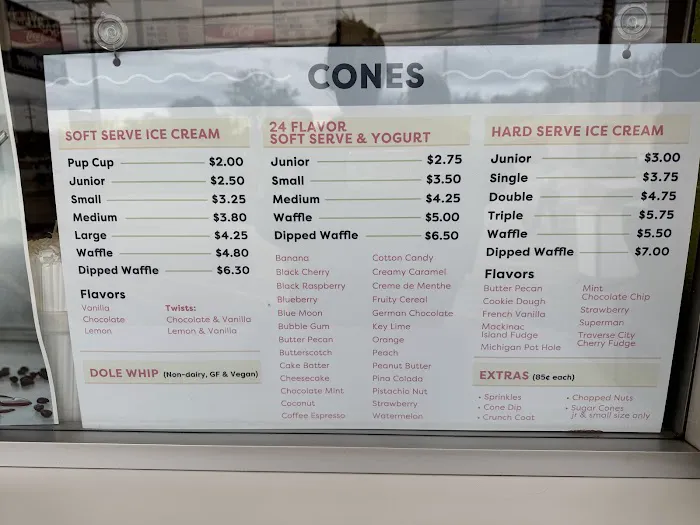 CONES
SOFT SERVE ICE CREAM
Pup Cup $2.00
Junior $2.50
Small $3.25
Medium $3.80
Large $4.25
Waffle $4.80
Dipped Waffle $6.30
Flavors
Vanilla
Chocolate
Lemon
Twists:
Chocolate & Vanilla
Lemon & Vanilla
DOLE WHIP (Non-dairy, GF & Vegan)
24 FLAVOR
SOFT SERVE & YOGURT
Junior $2.75
Small $3.50
Medium $4.25
Waffle $5.00
Dipped Waffle $6.50
Banana
Black Cherry
Black Raspberry
Blueberry
Blue Moon
Bubble Gum
Butter Pecan
Butterscotch
Cake Batter
Cheesecake
Chocolate Mint
Coconut
Coffee Espresso
Cotton Candy
Creamy Caramel
Creme de Menthe
Fruity Cereal
German Chocolate
Key Lime
Orange
Peach
Peanut Butter
Pina Colada
Pistachio Nut
Strawberry
Watermelon
HARD SERVE ICE CREAM
Junior $3.00
Single $3.75
Double $4.75
Triple $5.75
Waffle $5.50
Dipped Waffle $7.00
Flavors
Butter Pecan
Cookie Dough
French Vanilla
Mackinac
Island Fudge
Michigan Pot Hole
Mint
Chocolate Chip
Strawberry
Superman
Traverse City
Cherry Fudge
EXTRAS (85¢ each)
• Sprinkles
• Cone Dip
• Crunch Coat
• Chopped Nuts
• Sugar Cones
jr & small size only